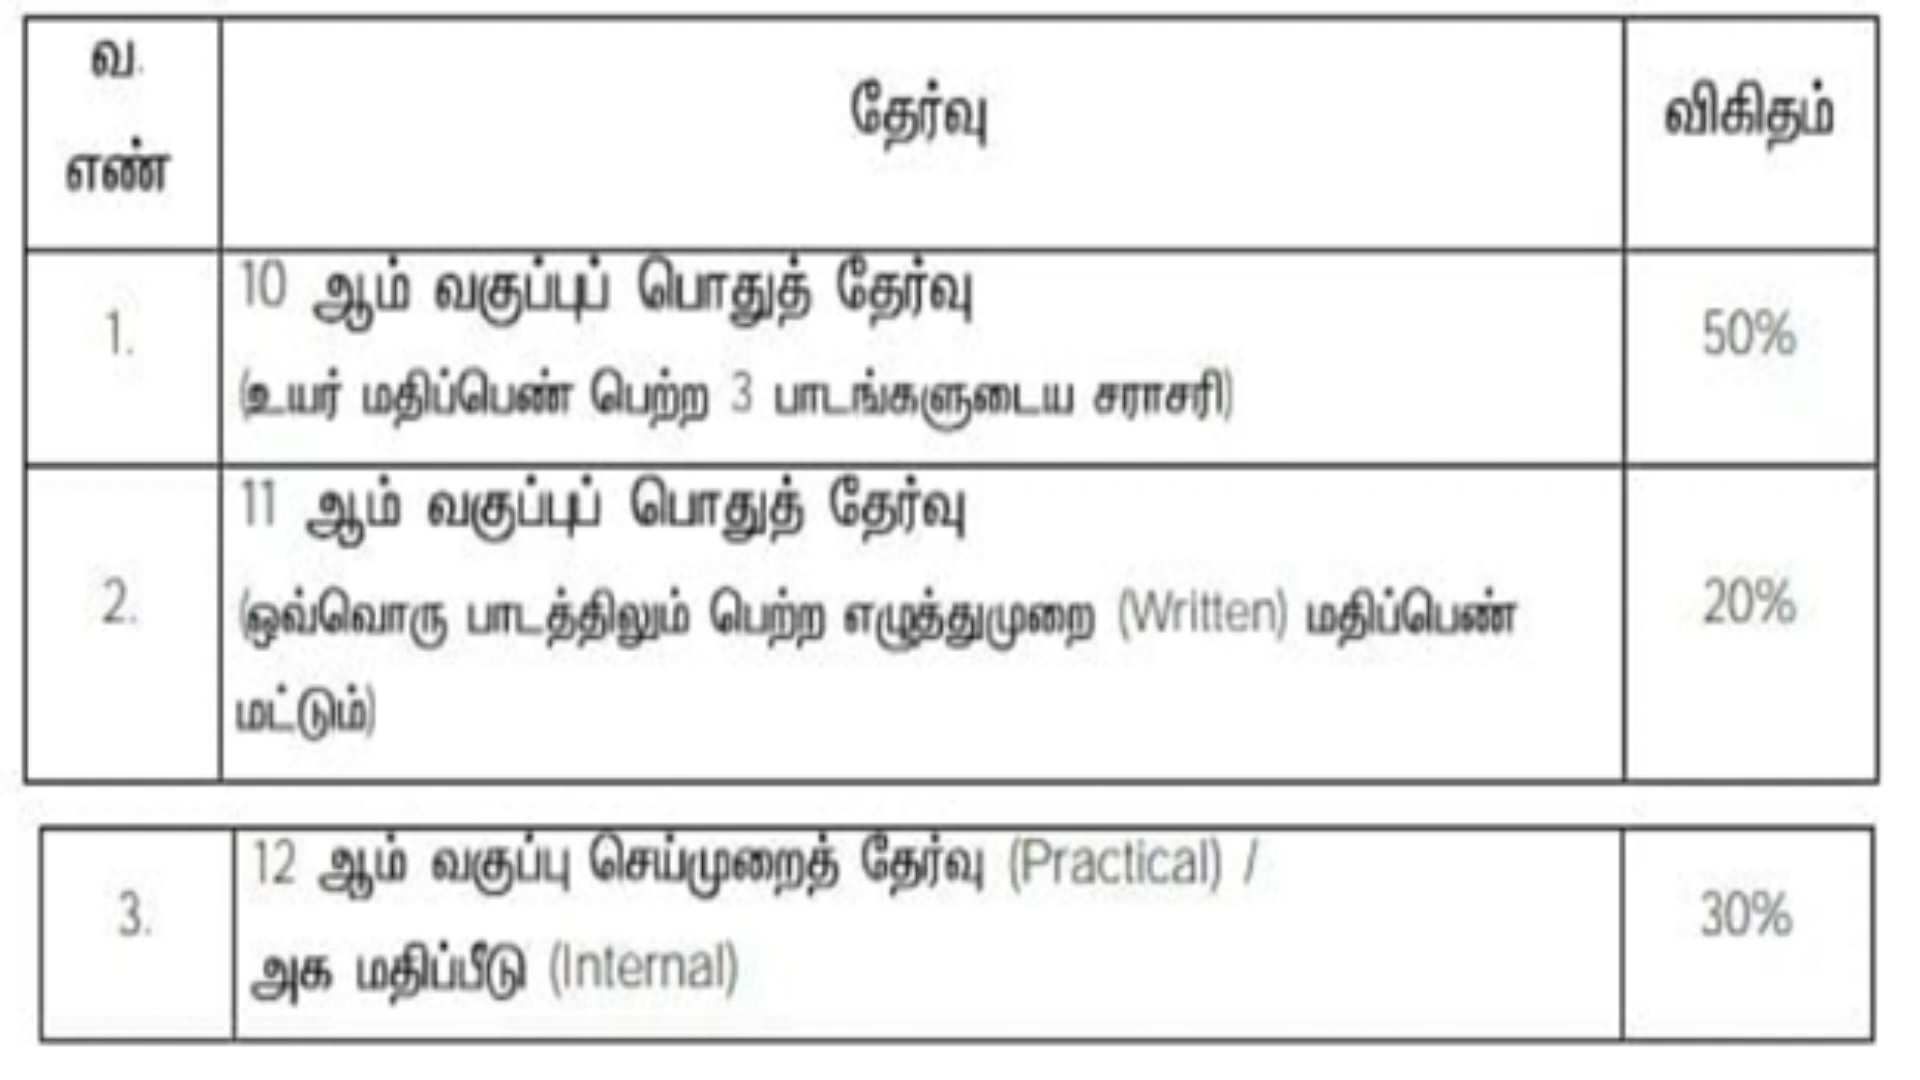 வ.
எண்
தேர்வு
விகிதம்
1.
10 ஆம் வகுப்புப் பொதுத் தேர்வு
(உயர் மதிப்பெண் பெற்ற 3 பாடங்களுடைய சராசரி)
50%
2.
11 ஆம் வகுப்புப் பொதுத் தேர்வு
(ஒவ்வொரு பாடத்திலும் பெற்ற எழுத்துமுறை (Written) மதிப்பெண்
மட்டும்)
20%
3.
12 ஆம் வகுப்பு செய்முறைத் தேர்வு (Practical) /
அக மதிப்பீடு (Internal)
30%